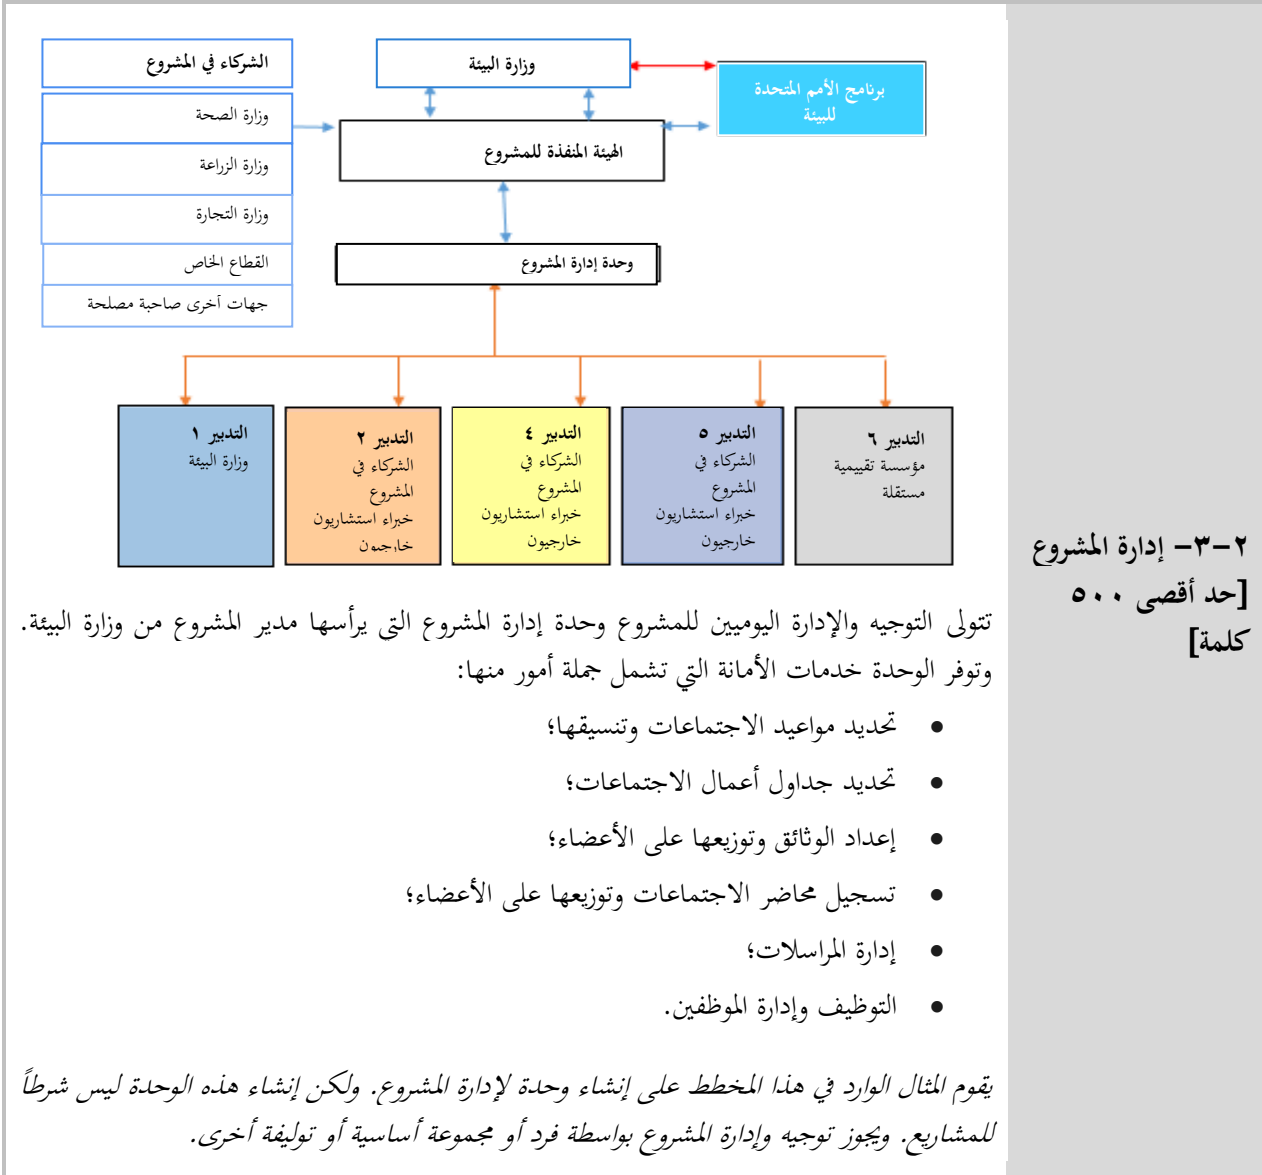 ٢-٣- إدارة المشروع
[حد أقصى ٥٠٠
كلمة]
برنامج الأمم المتحدة
للبيئة
وزارة البيئة
الشركاء في المشروع
وزارة الصحة
وزارة الزراعة
وزارة التجارة
القطاع الخاص
جهات أخرى صاحبة مصلحة
الهيئة المنفذة للمشروع
وحدة إدارة المشروع
التدبير ٦
مؤسسة تقييمية
مستقلة
التدبير ٥
الشركاء في
المشروع
خبراء استشاريون
خارجيون
التدبير ٤
الشركاء في
المشروع
خبراء استشاريون
خارجيون
التدبير ٢
الشركاء في
المشروع
خبراء استشاريون
خارجيون
التدبير ١
وزارة البيئة
تتولى التوجيه والإدارة اليوميين للمشروع وحدة إدارة المشروع التي يرأسها مدير المشروع من وزارة البيئة.
وتوفر الوحدة خدمات الأمانة التي تشمل جملة أمور منها:
• تحديد مواعيد الاجتماعات وتنسيقها؛
• تحديد جداول أعمال الاجتماعات؛
• إعداد الوثائق وتوزيعها على الأعضاء؛
• تسجيل محاضر الاجتماعات وتوزيعها على الأعضاء؛
• إدارة المراسلات؛
• التوظيف وإدارة الموظفين.
يقوم المثال الوارد في هذا المخطط على إنشاء وحدة لإدارة المشروع. ولكن إنشاء هذه الوحدة ليس شرطاً
للمشاريع. ويجوز توجيه وإدارة المشروع بواسطة فرد أو مجموعة أساسية أو توليفة أخرى.